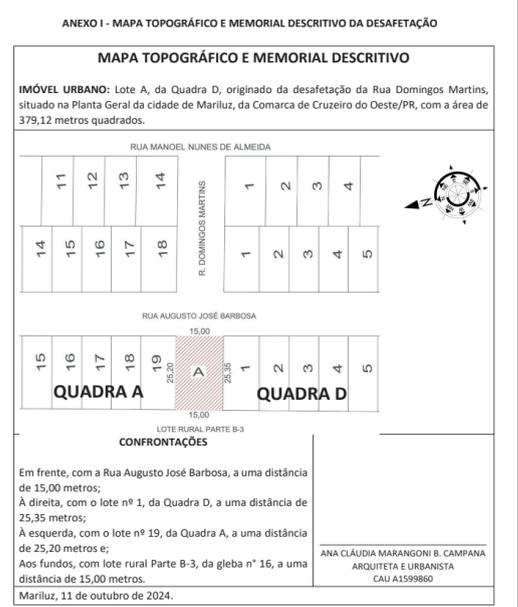 ANEXO I - MAPA TOPOGRÁFICO E MEMORIAL DESCRITIVO DA DESAFETAÇÃO
MAPA TOPOGRÁFICO E MEMORIAL DESCRITIVO
IMÓVEL URBANO: Lote A, da Quadra D, originado da desafetação da Rua Domingos Martins,
situado na Planta Geral da cidade de Mariluz, da Comarca de Cruzeiro do Oeste/PR, com a área de
379,12 metros quadrados.
RUA MANOEL NUNES DE ALMEIDA
11 12 13 14 1 2 3 4
R. DOMINGOS MARTINS
N
14 15 16 17 18 1 2 3 4 5
RUA AUGUSTO JOSÉ BARBOSA
15,00
15 16 17 18 19 25,20 A 25,35 1 2 3 4 5
QUADRA A QUADRA D
15,00
LOTE RURAL PARTE B-3
CONFRONTAÇÕES
Em frente, com a Rua Augusto José Barbosa, a uma distância
de 15,00 metros;
À direita, com o lote nº 1, da Quadra D, a uma distância de
25,35 metros;
À esquerda, com o lote nº 19, da Quadra A, a uma distância
de 25,20 metros e;
Aos fundos, com lote rural Parte B-3, da gleba n° 16, a uma
distância de 15,00 metros.
ANA CLÁUDIA MARANGONI B. CAMPANA
ARQUITETA E URBANISTA
CAU A1599860
Mariluz, 11 de outubro de 2024.